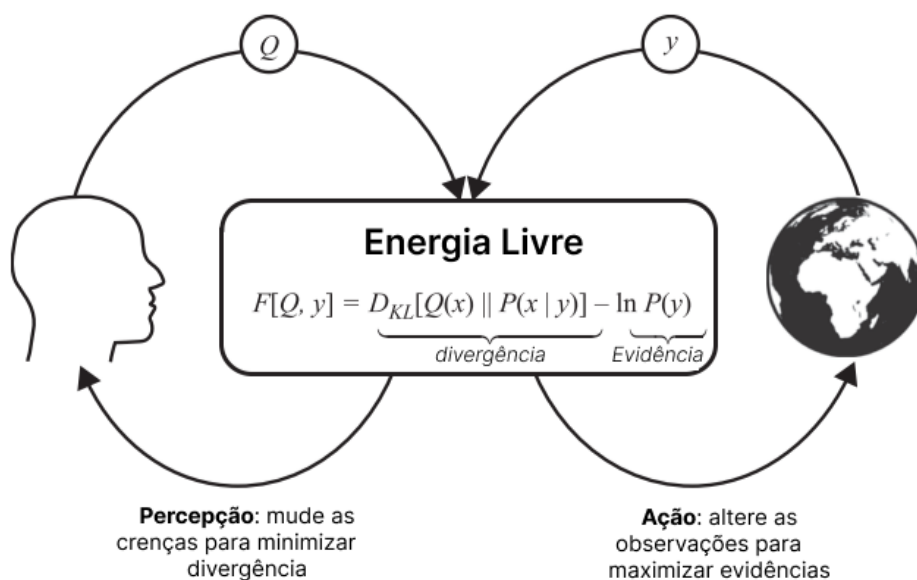 Q
y
Energia Livre
F[Q, y] = D_KL[Q(x) || P(x | y)] – ln P(y)
divergência
Evidência
Percepção: mude as
crenças para minimizar
divergência
Ação: altere as
observações para
maximizar evidências